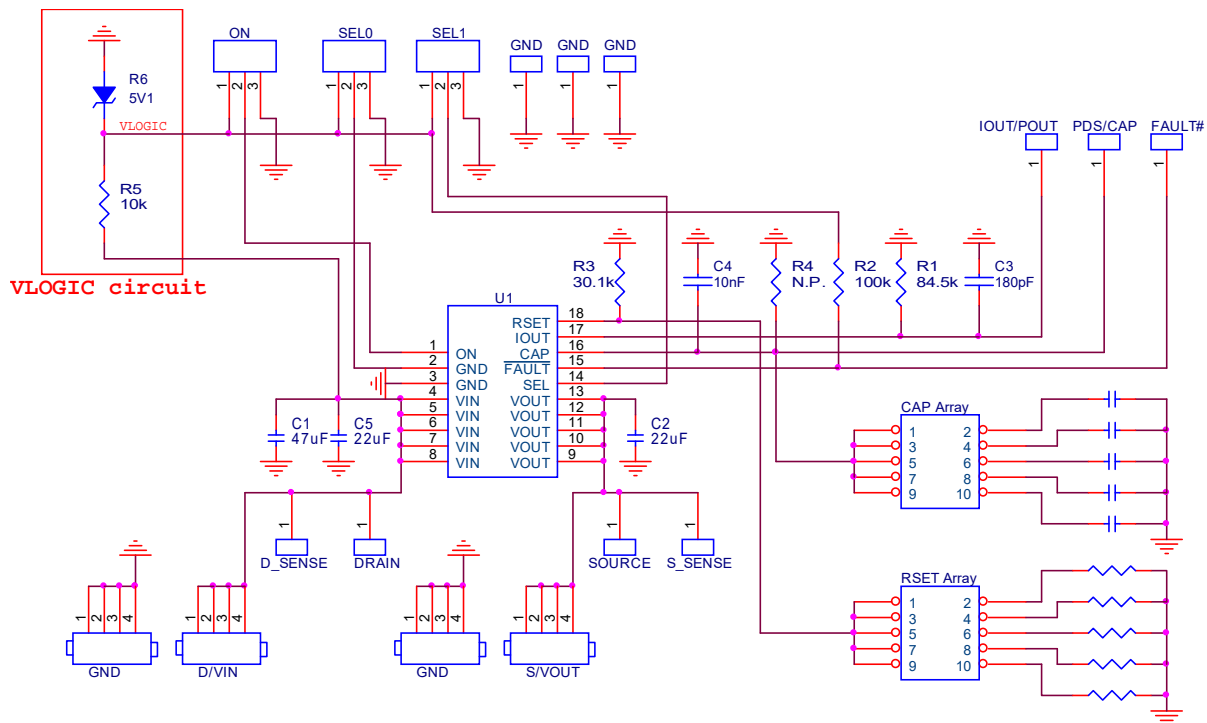 ON
SEL0
SEL1
GND
GND
GND
1
2
3
1
2
3
1
2
3
1
1
1
R6
5V1
VLOGIC
R5
10k
VLOGIC circuit
IOUT/POUT
PDS/CAP
FAULT#
1
1
1
R3
30.1k
C4
10nF
R4
N.P.
R2
100k
R1
84.5k
C3
180pF
U1
1 ON
2 GND
3 GND
4 VIN
5 VIN
6 VIN
7 VIN
8 VIN
RSET 18
IOUT 17
CAP 16
FAULT 15
SEL 14
VOUT 13
VOUT 12
VOUT 11
VOUT 10
VOUT 9
C1
47uF
C5
22uF
C2
22uF
1
1
D_SENSE
DRAIN
1
1
SOURCE
S_SENSE
CAP Array
1 2
3 4
5 6
7 8
9 10
RSET Array
1 2
3 4
5 6
7 8
9 10
1
2
3
4
GND
1
2
3
4
D/VIN
1
2
3
4
GND
1
2
3
4
S/VOUT